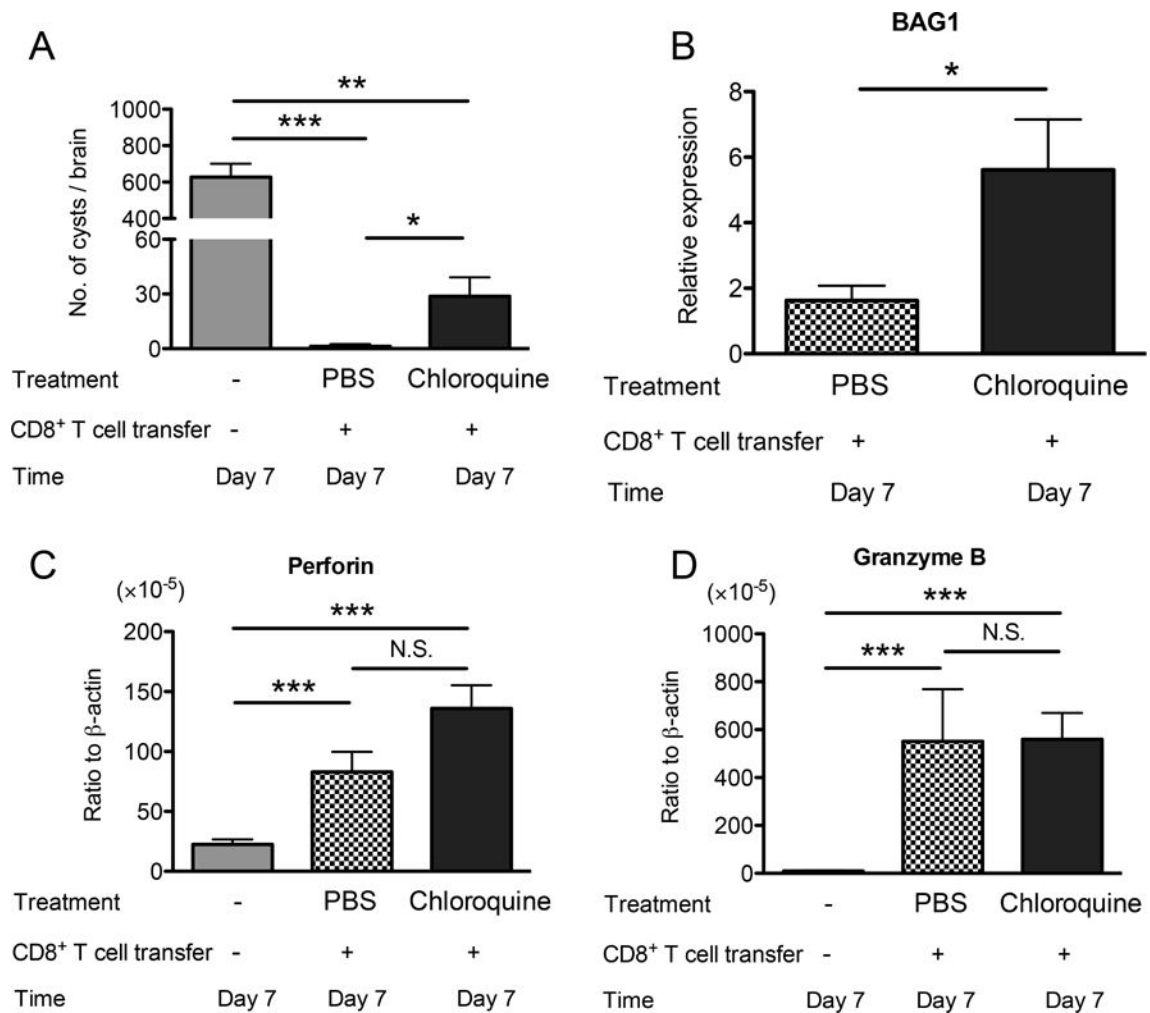 A
**
***
*
1000
800
600
400
60
30
0
No. of cysts / brain
Treatment - PBS Chloroquine
CD8+ T cell transfer - + +
Time Day 7 Day 7 Day 7
B
BAG1
*
8
6
4
2
0
Relative expression
Treatment PBS Chloroquine
CD8+ T cell transfer + +
Time Day 7 Day 7
C
Perforin
(×10-5)
***
N.S.
***
200
150
100
50
0
Ratio to β-actin
Treatment - PBS Chloroquine
CD8+ T cell transfer - + +
Time Day 7 Day 7 Day 7
D
Granzyme B
(×10-5)
***
N.S.
***
1000
800
600
400
200
0
Ratio to β-actin
Treatment - PBS Chloroquine
CD8+ T cell transfer - + +
Time Day 7 Day 7 Day 7